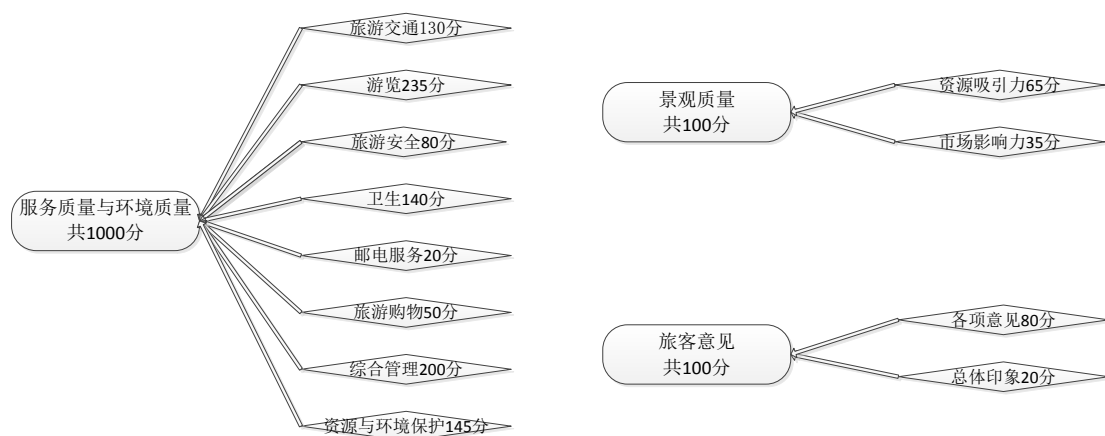 旅游交通130分
游览235分
旅游安全80分
卫生140分
服务质量与环境质量
共1000分
邮电服务20分
旅游购物50分
综合管理200分
资源与环境保护145分
景观质量
共100分
资源吸引力65分
市场影响力35分
旅客意见
共100分
各项意见80分
总体印象20分